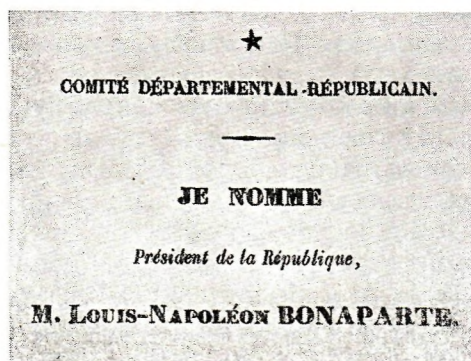 COMITÉ DÉPARTEMENTAL-RÉPUBLICAIN.
JE NOMME
Président de la République,
M. LOUIS-NAPOLÉON BONAPARTE.